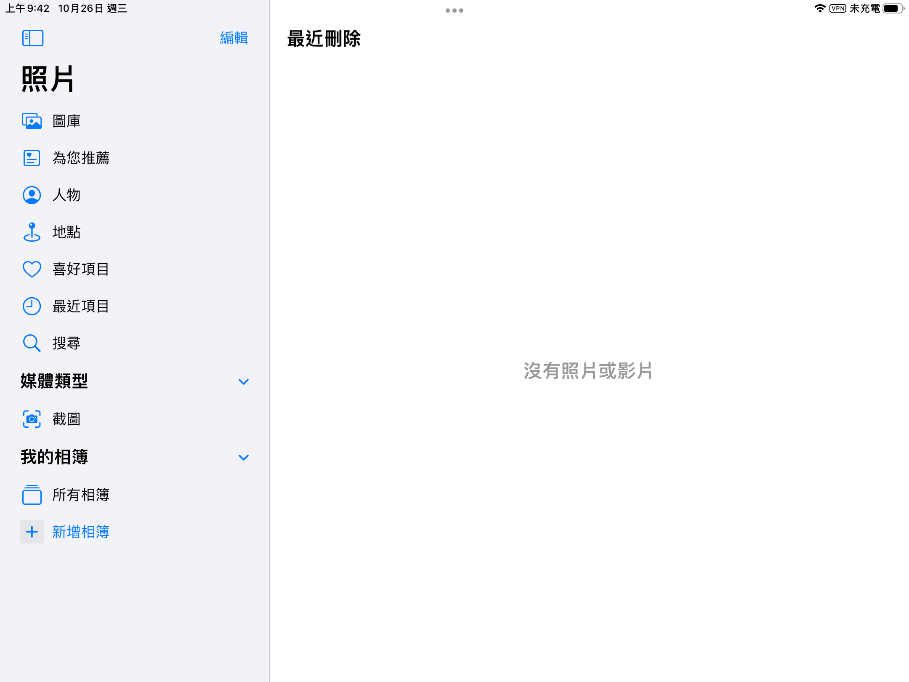 上午9:42 10月26日 週三
VPN 未充電
編輯
最近刪除
照片
圖庫
為您推薦
人物
地點
喜好項目
最近項目
搜尋
沒有照片或影片
媒體類型
截圖
我的相簿
所有相簿
新增相簿